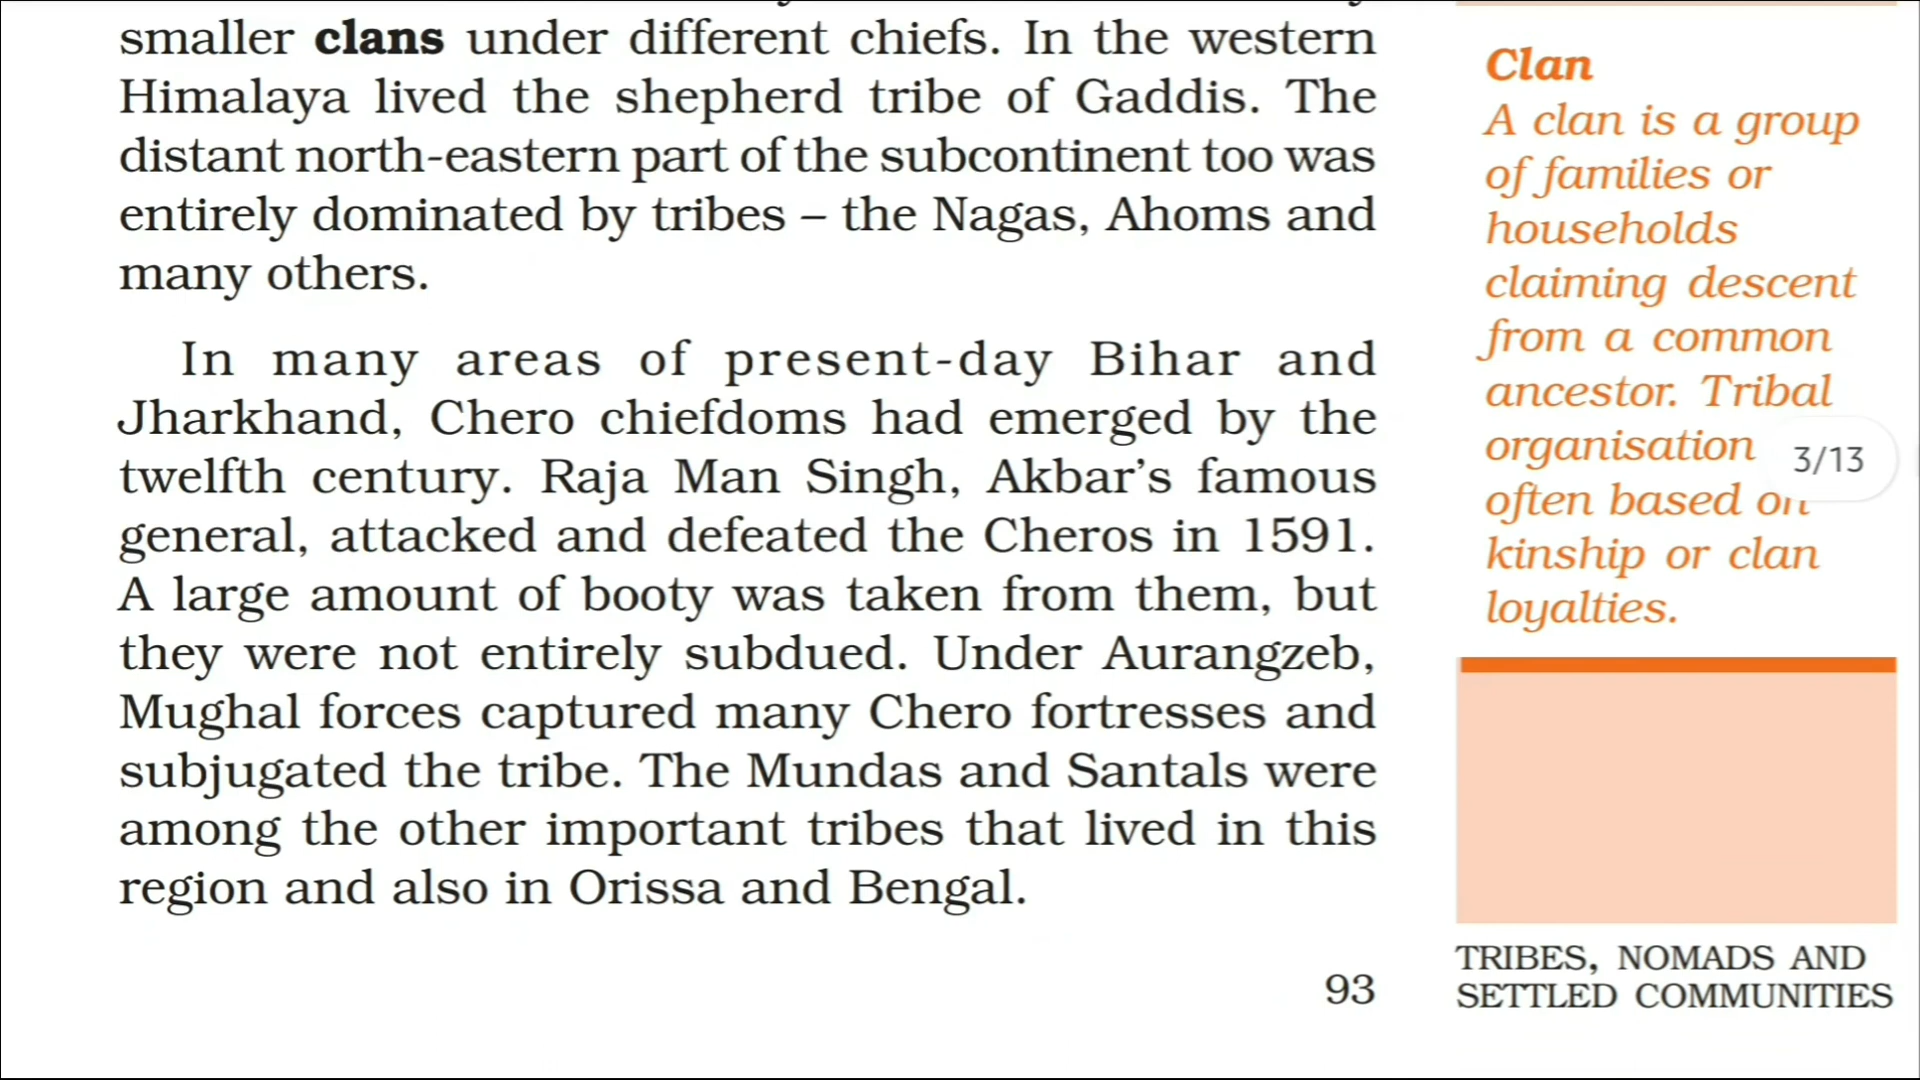 smaller clans under different chiefs. In the western
Himalaya lived the shepherd tribe of Gaddis. The
distant north-eastern part of the subcontinent too was
entirely dominated by tribes – the Nagas, Ahoms and
many others.
In many areas of present-day Bihar and
Jharkhand, Chero chiefdoms had emerged by the
twelfth century. Raja Man Singh, Akbar’s famous
general, attacked and defeated the Cheros in 1591.
A large amount of booty was taken from them, but
they were not entirely subdued. Under Aurangzeb,
Mughal forces captured many Chero fortresses and
subjugated the tribe. The Mundas and Santals were
among the other important tribes that lived in this
region and also in Orissa and Bengal.
93
Clan
A clan is a group
of families or
households
claiming descent
from a common
ancestor. Tribal
organisation
often based on
kinship or clan
loyalties.
3/13
TRIBES, NOMADS AND
SETTLED COMMUNITIES